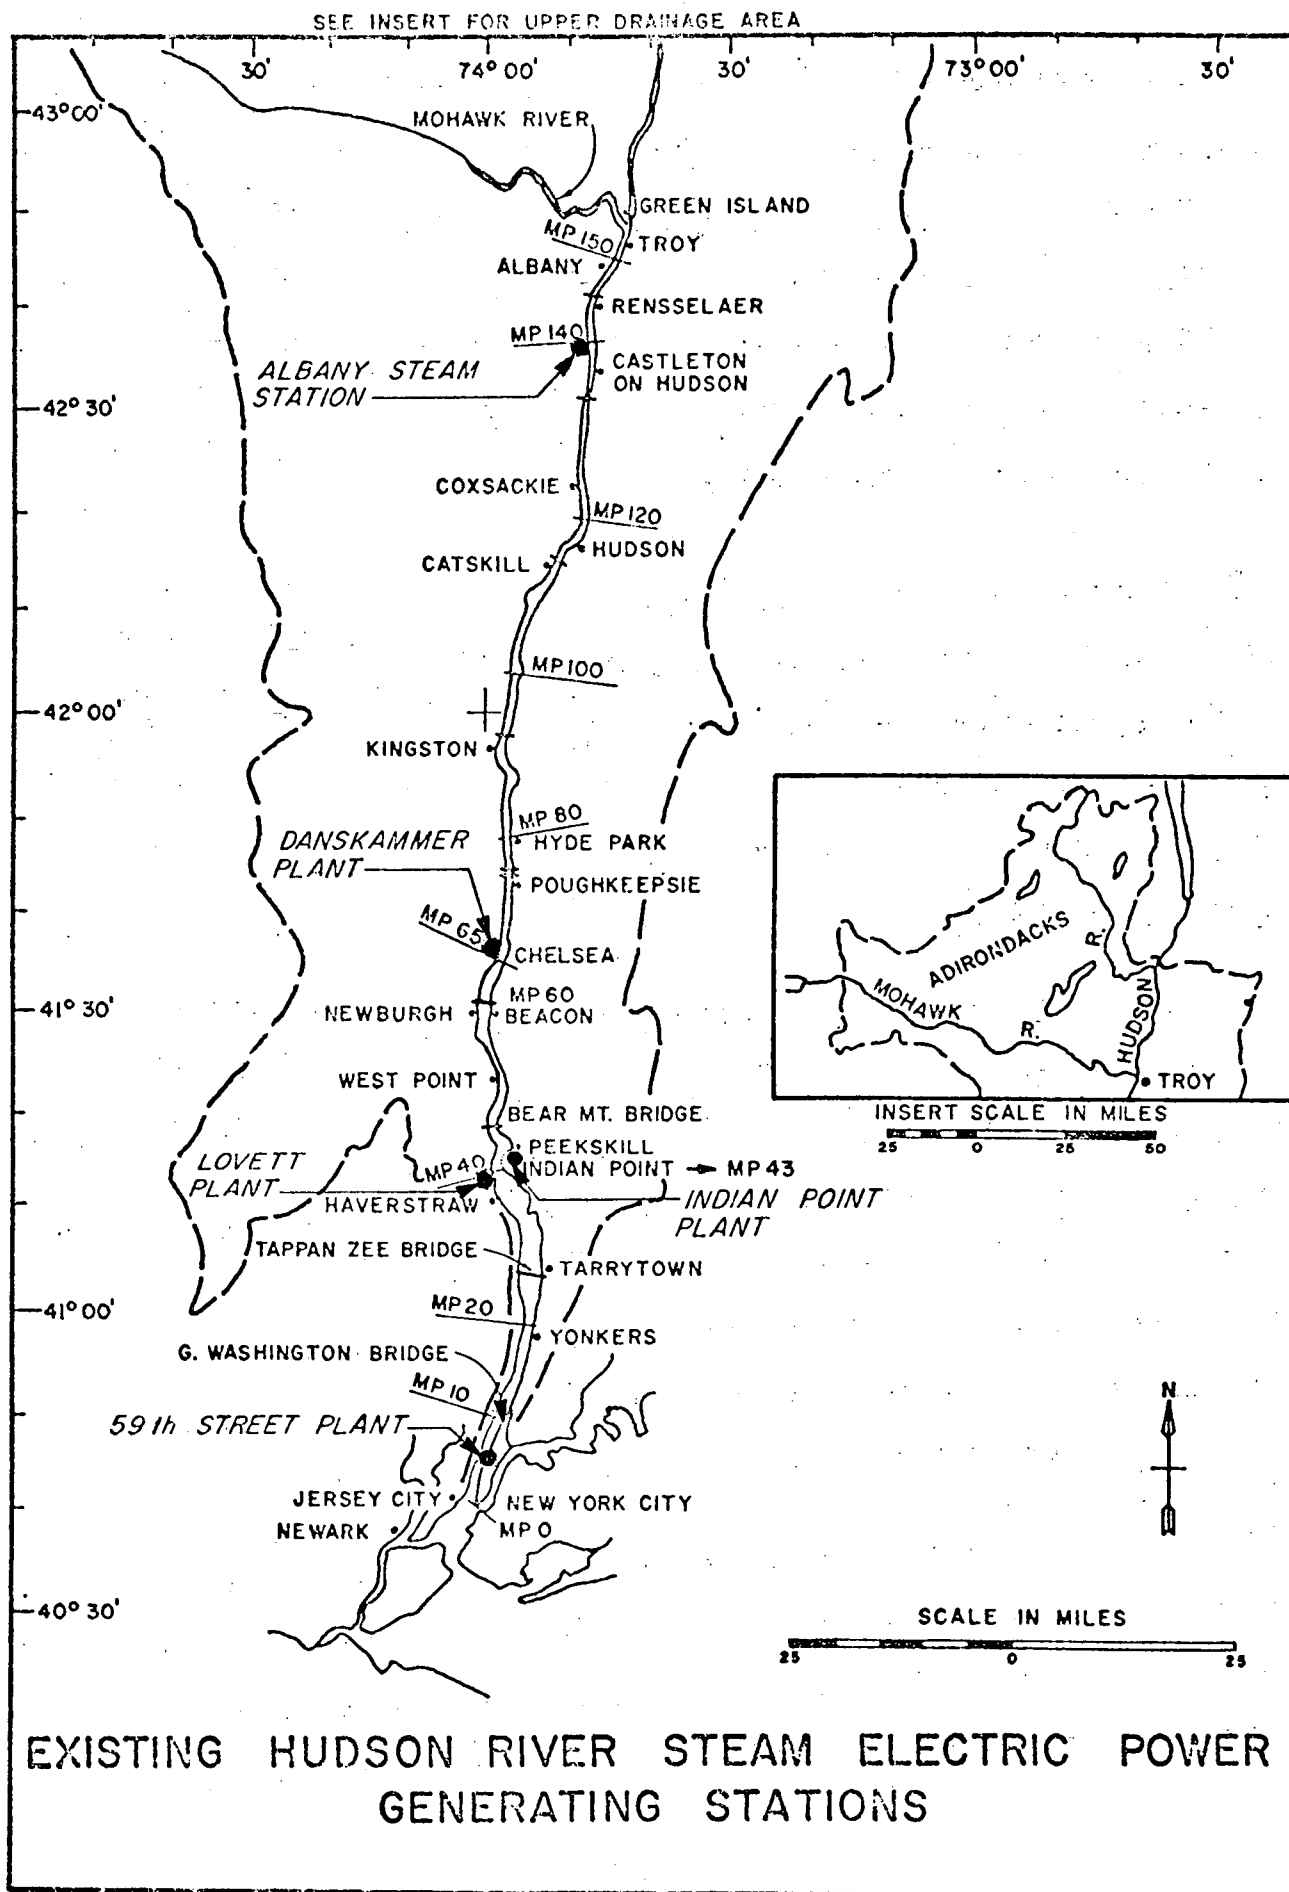 SEE INSERT FOR UPPER DRAINAGE AREA
30' 74°00' 30' 73°00' 30'
43°00'
MOHAWK RIVER
GREEN ISLAND
MP 150
TROY
ALBANY
RENSSELAER
MP 140
ALBANY STEAM
STATION
CASTLETON
ON HUDSON
42°30'
COXSACKIE
MP 120
HUDSON
CATSKILL
MP 100
42°00'
KINGSTON
MP 80
HYDE PARK
DANSKAMMER
PLANT
POUGHKEEPSIE
MP 65
CHELSEA
MP 60
41°30'
NEWBURGH
BEACON
WEST POINT
BEAR MT. BRIDGE
PEEKSKILL
INDIAN POINT → MP 43
LOVETT
PLANT
MP 40
INDIAN POINT
PLANT
HAVERSTRAW
TAPPAN ZEE BRIDGE
TARRYTOWN
41°00'
MP 20
YONKERS
G. WASHINGTON BRIDGE
MP 10
59th STREET PLANT
JERSEY CITY
NEW YORK CITY
NEWARK
MP 0
40°30'
ADIRONDACKS
R.
MOHAWK
R.
HUDSON
TROY
INSERT SCALE IN MILES
25 0 25 50
N
SCALE IN MILES
25 0 25
EXISTING HUDSON RIVER STEAM ELECTRIC POWER
GENERATING STATIONS